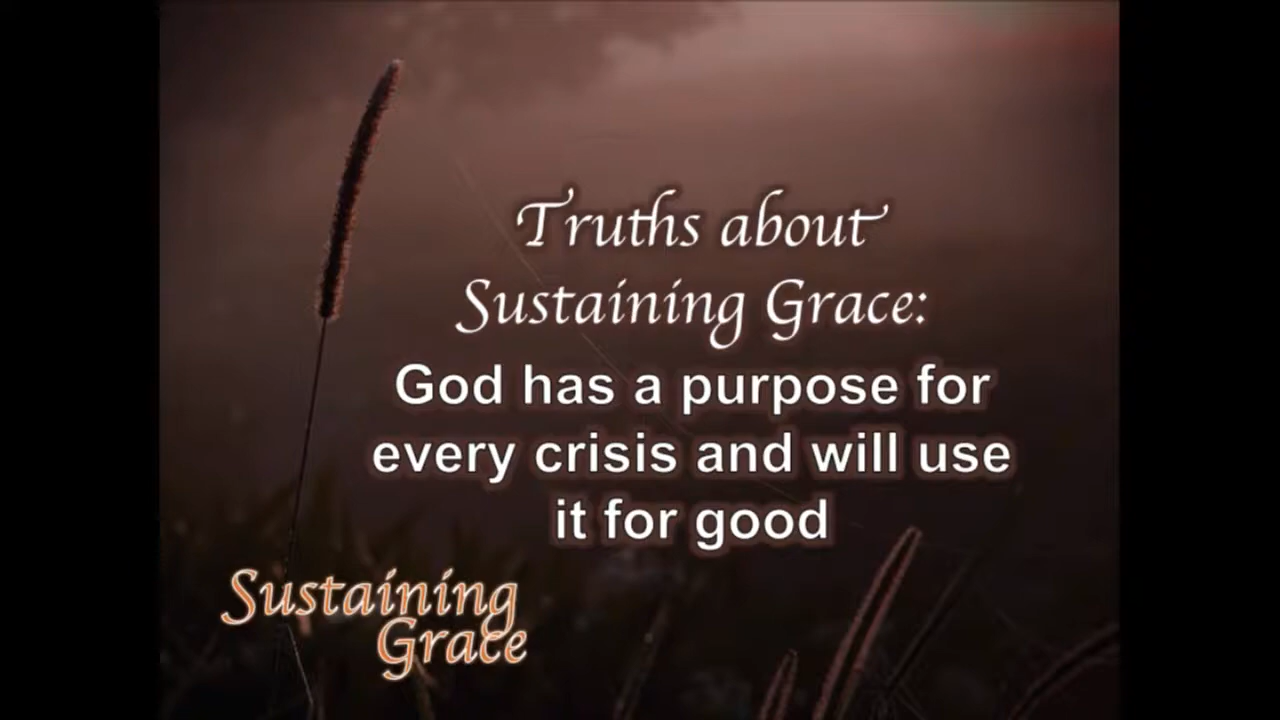 Truths about
Sustaining Grace:
God has a purpose for
every crisis and will use
it for good
Sustaining
Grace